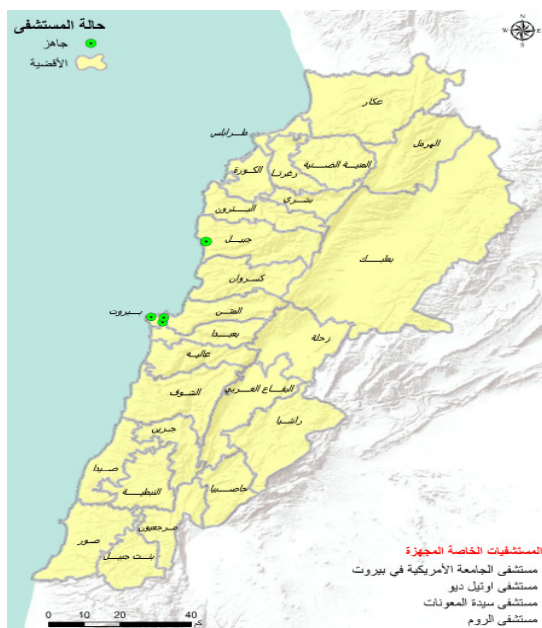 حالة المستشفى
جاهز
الأقضية
N
W E
S
عكار
طرابلس
الهرمل
المنية الضنية
زغرتا
الكورة
بشري
البترون
جبيل
بعلبك
كسروان
المتن
بيروت
بعبدا
زحلة
عاليه
البقاع الغربي
الشوف
راشيا
جزين
صيدا
حاصبيا
النبطية
مرجعيون
صور
بنت جبيل
المستشفيات الخاصة المجهزة
مستشفى الجامعة الأمريكية في بيروت
مستشفى اوتيل ديو
مستشفى سيدة المعونات
مستشفى الروم
0 10 20 40
كم